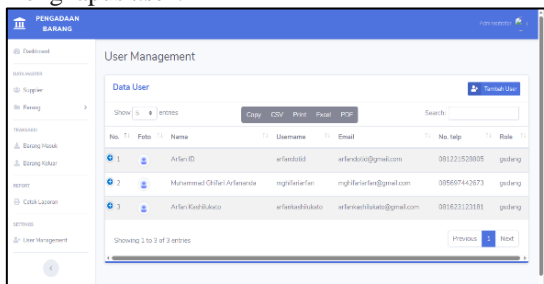 PENGADAAN
BARANG
Administrator
Dashboard
DATA MASTER
Supplier
Barang
TRANSAKSI
Barang Masuk
Barang Keluar
REPORT
Cetak Laporan
SETTINGS
User Management
User Management
Data User
Tambah User
Show 5 entries
Copy CSV Print Excel PDF
Search:
No. Foto Nama Username Email No. telp Role
1 Arfan ID arfandotid arfandotid@gmail.com 081221528805 gudang
2 Muhammad Ghifari Arfananda mghifariarfan mghifariarfan@gmail.com 085697442673 gudang
3 Arfan Kashilukato arfankashilukato arfankashilukato@gmail.com 081623123181 gudang
Showing 1 to 3 of 3 entries
Previous 1 Next